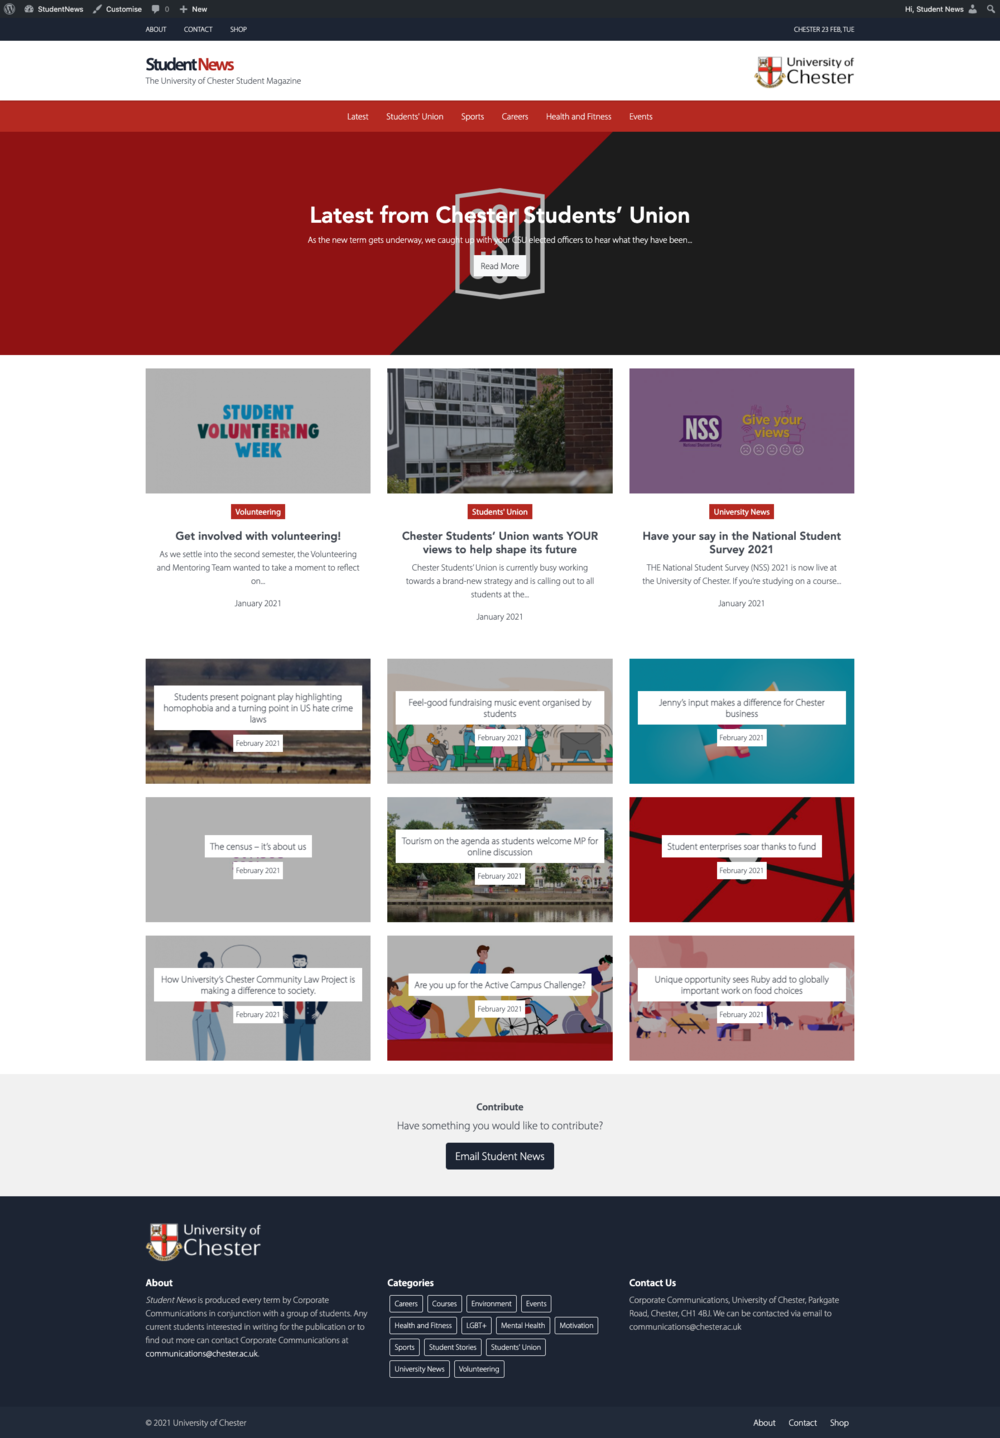 StudentNews Customise 0 New Hi, Student News
ABOUT CONTACT SHOP CHESTER 23 FEB, TUE
StudentNews
The University of Chester Student Magazine
University of
Chester
Latest Students' Union Sports Careers Health and Fitness Events
Latest from Chester Students' Union
As the new term gets underway, we caught up with your CSU elected officers to hear what they have been...
Read More
CSU
STUDENT
VOLUNTEERING
WEEK
NSS
Give your
views
Volunteering
Get involved with volunteering!
As we settle into the second semester, the Volunteering
and Mentoring Team wanted to take a moment to reflect
on...
January 2021
Students' Union
Chester Students' Union wants YOUR
views to help shape its future
Chester Students' Union is currently busy working
towards a brand-new strategy and is calling out to all
students at the...
January 2021
University News
Have your say in the National Student
Survey 2021
THE National Student Survey (NSS) 2021 is now live at
the University of Chester. If you're studying on a course...
January 2021
Students present poignant play highlighting
homophobia and a turning point in US hate crime
laws
February 2021
Feel-good fundraising music event organised by
students
February 2021
Jenny's input makes a difference for Chester
business
February 2021
The census – it's about us
February 2021
Tourism on the agenda as students welcome MP for
online discussion
February 2021
Student enterprises soar thanks to fund
February 2021
How University's Chester Community Law Project is
making a difference to society.
February 2021
Are you up for the Active Campus Challenge?
February 2021
Unique opportunity sees Ruby add to globally
important work on food choices
February 2021
Contribute
Have something you would like to contribute?
Email Student News
University of
Chester
About
Student News is produced every term by Corporate
Communications in conjunction with a group of students. Any
current students interested in writing for the publication or to
find out more can contact Corporate Communications at
communications@chester.ac.uk.
Categories
Careers Courses Environment Events
Health and Fitness LGBT+ Mental Health Motivation
Sports Student Stories Students' Union
University News Volunteering
Contact Us
Corporate Communications, University of Chester, Parkgate
Road, Chester, CH1 4BJ. We can be contacted via email to
communications@chester.ac.uk
© 2021 University of Chester About Contact Shop